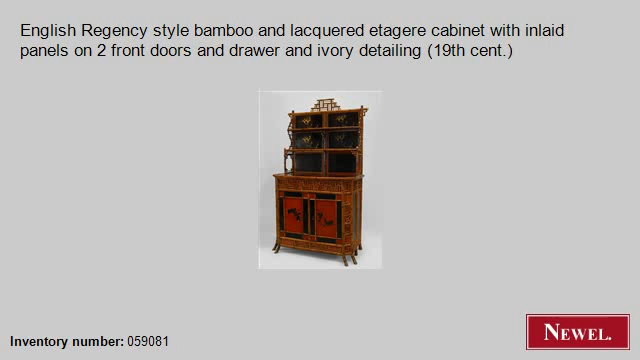 English Regency style bamboo and lacquered etagere cabinet with inlaid
panels on 2 front doors and drawer and ivory detailing (19th cent.)
Inventory number: 059081
NEWEL.